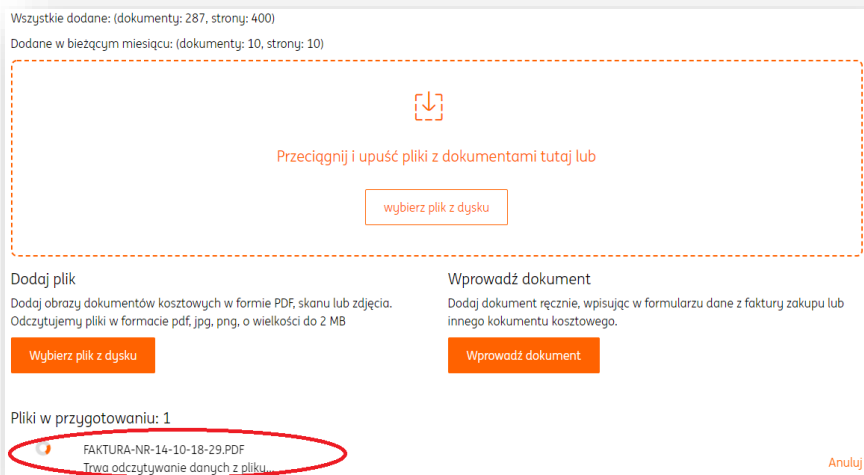 Wszystkie dodane: (dokumenty: 287, strony: 400)
Dodane w bieżącym miesiącu: (dokumenty: 10, strony: 10)
Przeciągnij i upuść pliki z dokumentami tutaj lub
wybierz plik z dysku
Dodaj plik
Dodaj obrazy dokumentów kosztowych w formie PDF, skanu lub zdjęcia.
Odczytujemy pliki w formacie pdf, jpg, png, o wielkości do 2 MB
Wybierz plik z dysku
Wprowadź dokument
Dodaj dokument ręcznie, wpisując w formularzu dane z faktury zakupu lub
innego kokumentu kosztowego.
Wprowadź dokument
Pliki w przygotowaniu: 1
FAKTURA-NR-14-10-18-29.PDF
Trwa odczytywanie danych z pliku...
Anuluj